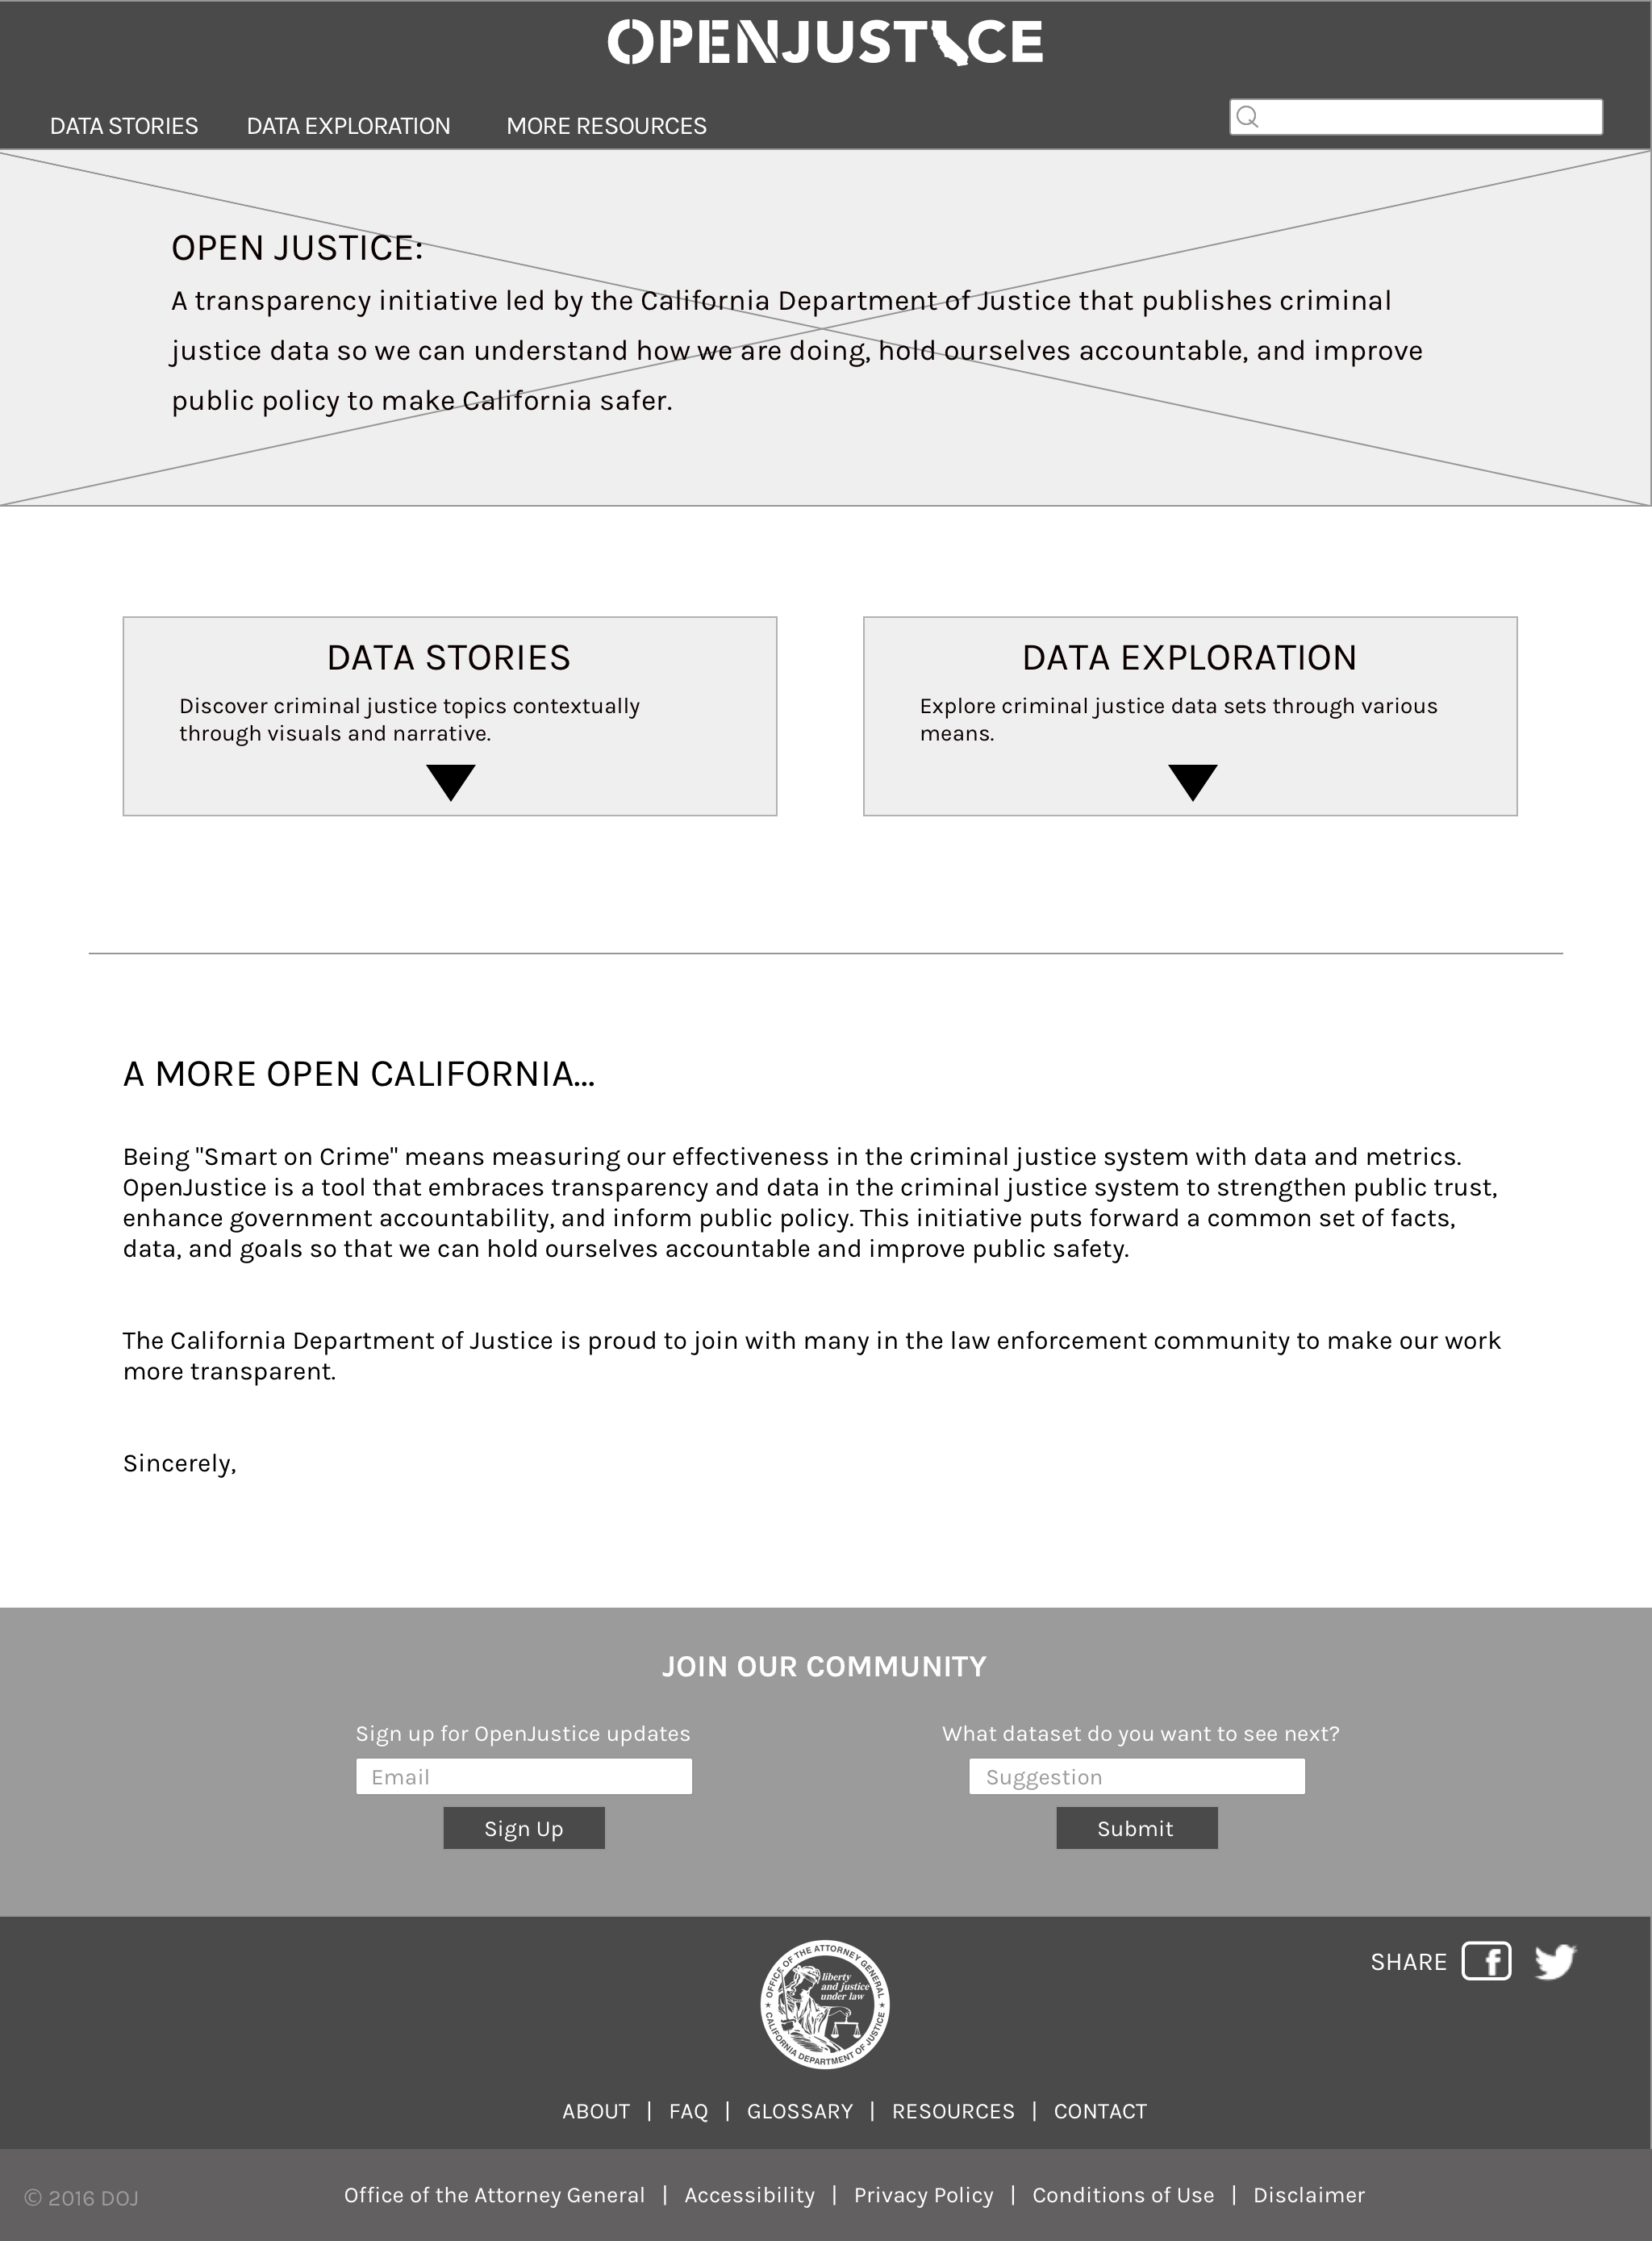 OPENJUSTICE
DATA STORIES DATA EXPLORATION MORE RESOURCES
OPEN JUSTICE:
A transparency initiative led by the California Department of Justice that publishes criminal
justice data so we can understand how we are doing, hold ourselves accountable, and improve
public policy to make California safer.
DATA STORIES
Discover criminal justice topics contextually
through visuals and narrative.
DATA EXPLORATION
Explore criminal justice data sets through various
means.
A MORE OPEN CALIFORNIA...
Being "Smart on Crime" means measuring our effectiveness in the criminal justice system with data and metrics.
OpenJustice is a tool that embraces transparency and data in the criminal justice system to strengthen public trust,
enhance government accountability, and inform public policy. This initiative puts forward a common set of facts,
data, and goals so that we can hold ourselves accountable and improve public safety.
The California Department of Justice is proud to join with many in the law enforcement community to make our work
more transparent.
Sincerely,
JOIN OUR COMMUNITY
Sign up for OpenJustice updates
Email
Sign Up
What dataset do you want to see next?
Suggestion
Submit
OFFICE OF THE ATTORNEY GENERAL
liberty
and justice
under law
CALIFORNIA DEPARTMENT OF JUSTICE
SHARE f
ABOUT | FAQ | GLOSSARY | RESOURCES | CONTACT
© 2016 DOJ
Office of the Attorney General | Accessibility | Privacy Policy | Conditions of Use | Disclaimer